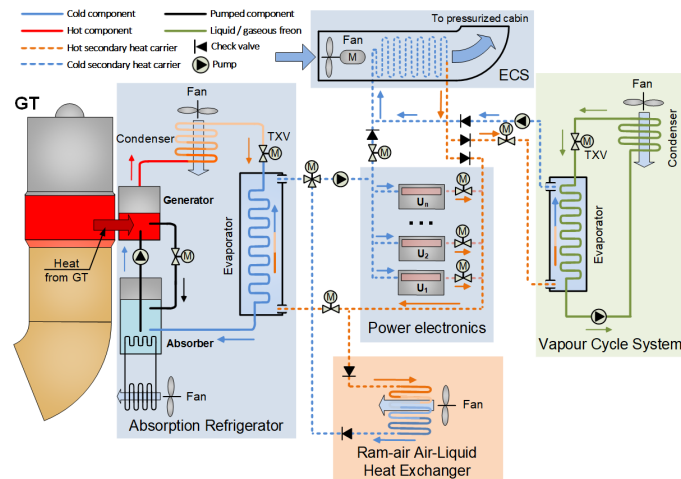 Cold component
Pumped component
Hot component
Liquid / gaseous freon
Hot secondary heat carrier
Check valve
Cold secondary heat carrier
Pump
To pressurized cabin
Fan
M
ECS
GT
Fan
Condenser
TXV
M
Generator
Heat
from GT
M
Absorber
Fan
Evaporator
Absorption Refrigerator
M
M
M
Un
M
...
U2
M
U1
M
Power electronics
M
Fan
Ram-air Air-Liquid
Heat Exchanger
M
Fan
M
TXV
Condenser
Evaporator
Vapour Cycle System